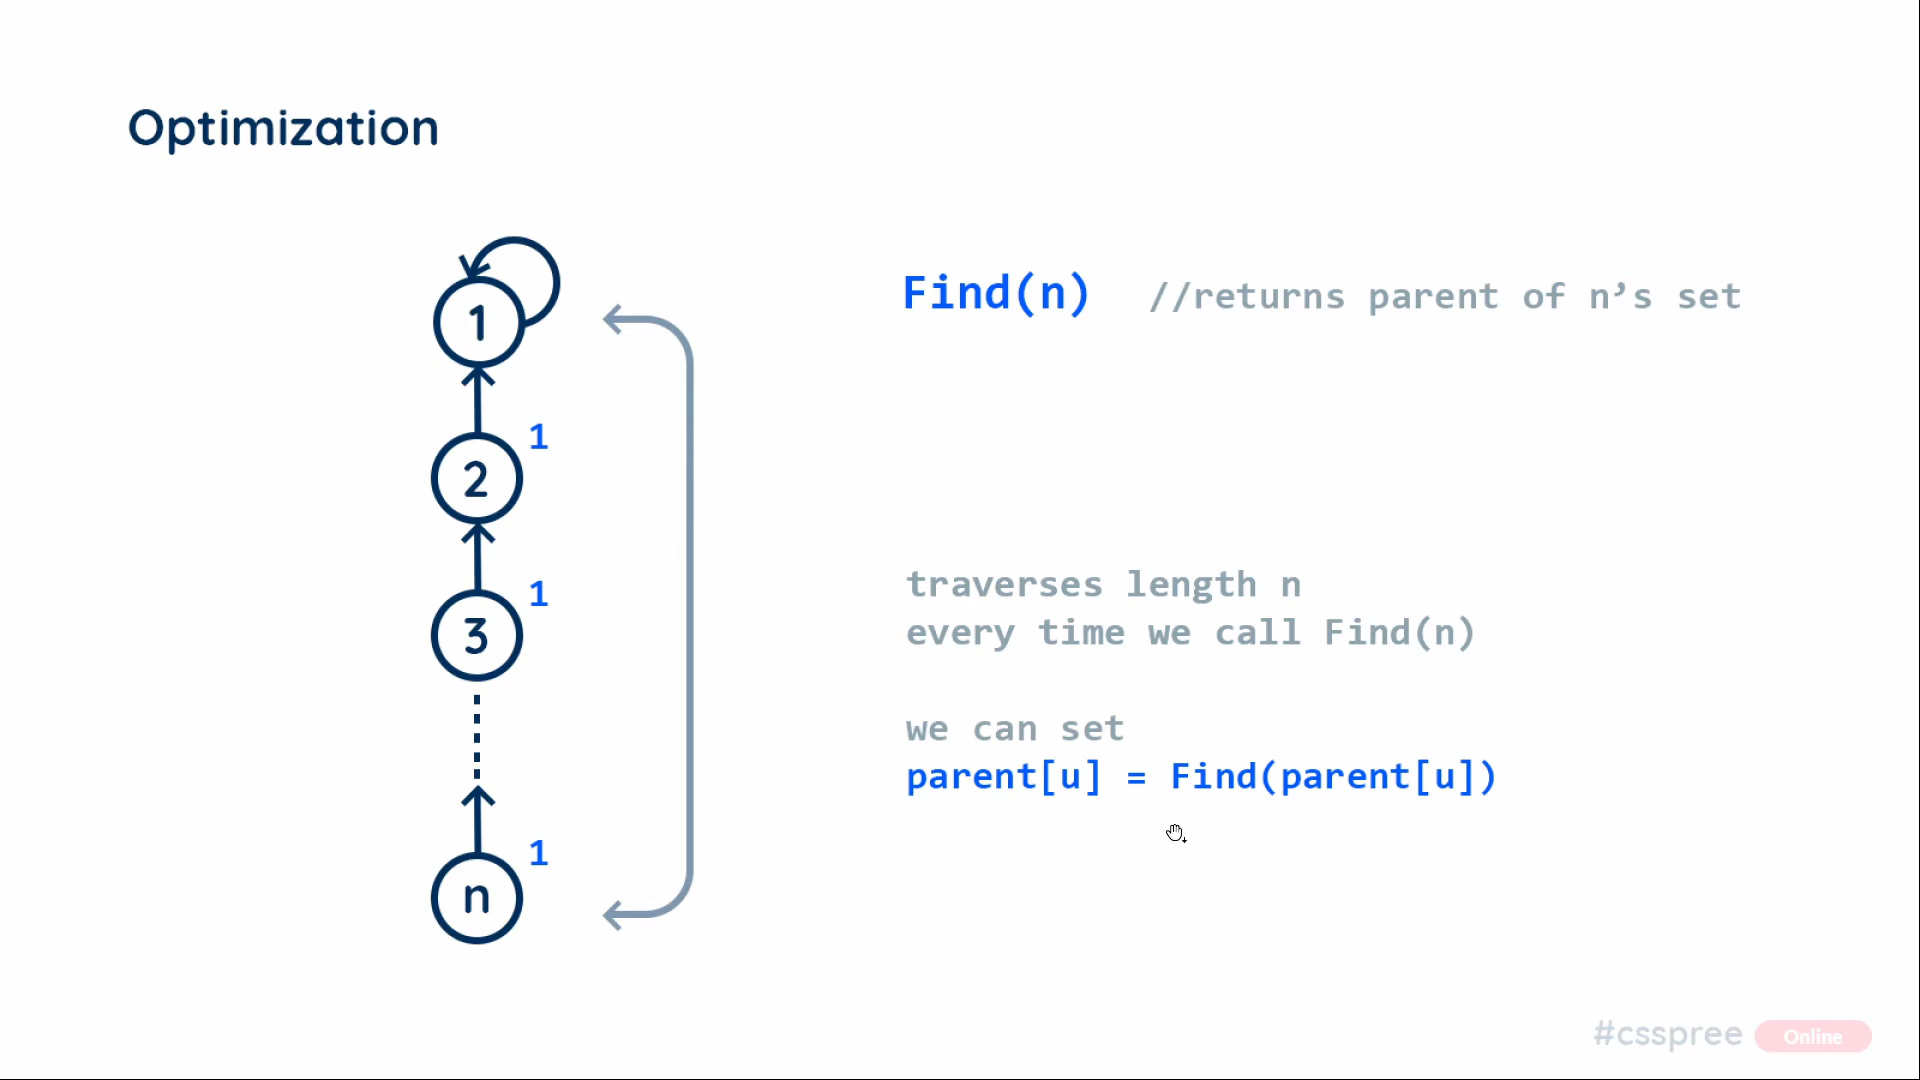 Optimization
1
Find(n) //returns parent of n’s set
1
2
1
3
traverses length n
every time we call Find(n)
we can set
parent[u] = Find(parent[u])
1
n
#csspree Online